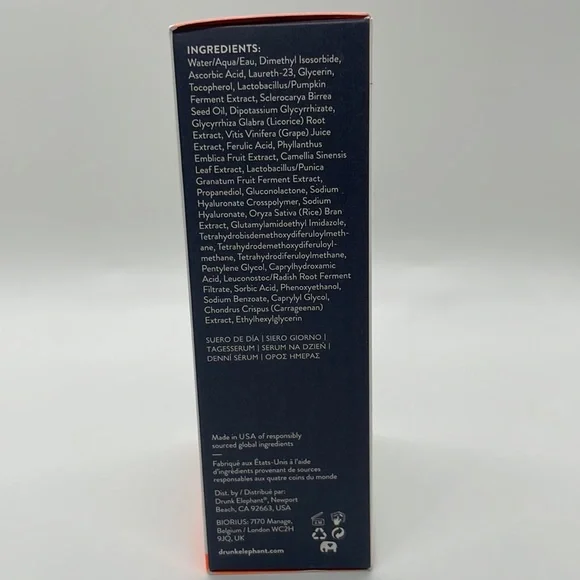 INGREDIENTS:
Water/Aqua/Eau, Dimethyl Isosorbide,
Ascorbic Acid, Laureth-23, Glycerin,
Tocopherol, Lactobacillus/Pumpkin
Ferment Extract, Sclerocarya Birrea
Seed Oil, Dipotassium Glycyrrhizate,
Glycyrrhiza Glabra (Licorice) Root
Extract, Vitis Vinifera (Grape) Juice
Extract, Ferulic Acid, Phyllanthus
Emblica Fruit Extract, Camellia Sinensis
Leaf Extract, Lactobacillus/Punica
Granatum Fruit Ferment Extract,
Propanediol, Gluconolactone, Sodium
Hyaluronate Crosspolymer, Sodium
Hyaluronate, Oryza Sativa (Rice) Bran
Extract, Glutamylamidoethyl Imidazole,
Tetrahydrobisdemethoxydiferuloylmeth-
ane, Tetrahydrodemethoxydiferuloyl-
methane, Tetrahydrodiferuloylmethane,
Pentylene Glycol, Caprylhydroxamic
Acid, Leuconostoc/Radish Root Ferment
Filtrate, Sorbic Acid, Phenoxyethanol,
Sodium Benzoate, Caprylyl Glycol,
Chondrus Crispus (Carrageenan)
Extract, Ethylhexylglycerin
SUERO DE DÍA | SIERO GIORNO |
TAGESSERUM | SERUM NA DZIEŃ |
DENNÍ SÉRUM | ΟΡΟΣ ΗΜΕΡΑΣ
Made in USA of responsibly
sourced global ingredients
Fabriqué aux États-Unis à l'aide
d'ingrédients provenant de sources
responsables aux quatre coins du monde
Dist. by / Distribué par:
Drunk Elephant®, Newport
Beach, CA 92663, USA
BIORIUS: 7170 Manage,
Belgium / London WC2H
9JQ, UK
drunkelephant.com